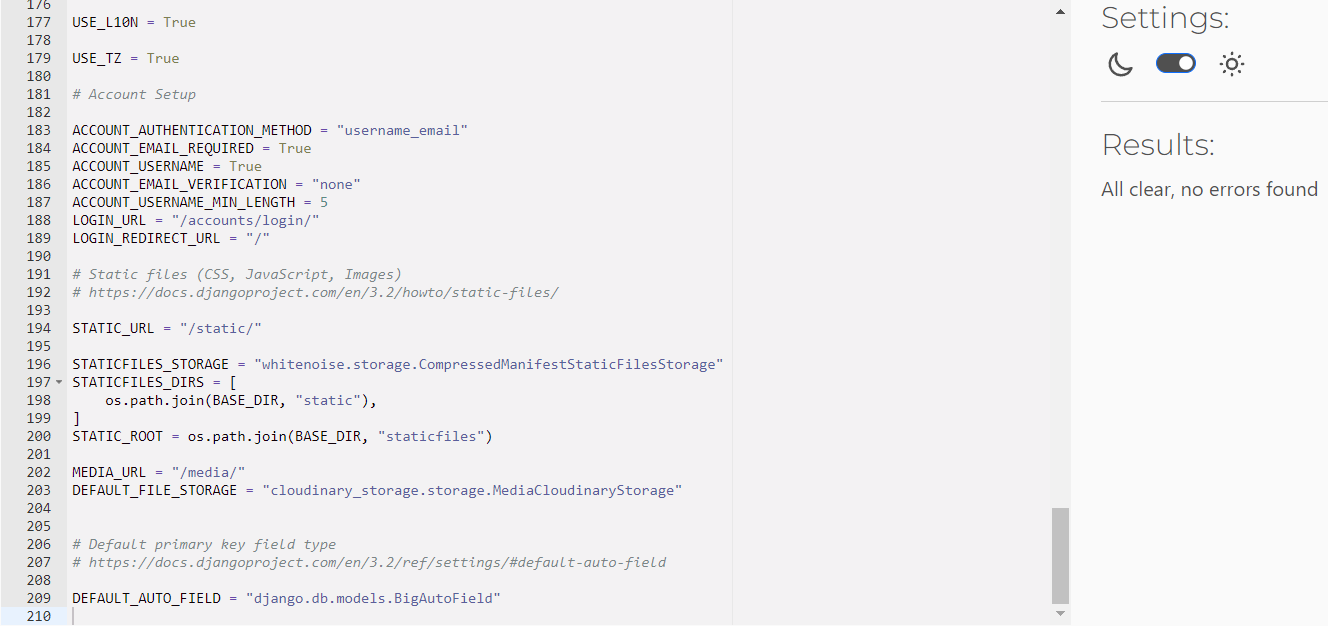 176
177 USE_L10N = True
178
179 USE_TZ = True
180
181 # Account Setup
182
183 ACCOUNT_AUTHENTICATION_METHOD = "username_email"
184 ACCOUNT_EMAIL_REQUIRED = True
185 ACCOUNT_USERNAME = True
186 ACCOUNT_EMAIL_VERIFICATION = "none"
187 ACCOUNT_USERNAME_MIN_LENGTH = 5
188 LOGIN_URL = "/accounts/login/"
189 LOGIN_REDIRECT_URL = "/"
190
191 # Static files (CSS, JavaScript, Images)
192 # https://docs.djangoproject.com/en/3.2/howto/static-files/
193
194 STATIC_URL = "/static/"
195
196 STATICFILES_STORAGE = "whitenoise.storage.CompressedManifestStaticFilesStorage"
197 STATICFILES_DIRS = [
198     os.path.join(BASE_DIR, "static"),
199 ]
200 STATIC_ROOT = os.path.join(BASE_DIR, "staticfiles")
201
202 MEDIA_URL = "/media/"
203 DEFAULT_FILE_STORAGE = "cloudinary_storage.storage.MediaCloudinaryStorage"
204
205
206 # Default primary key field type
207 # https://docs.djangoproject.com/en/3.2/ref/settings/#default-auto-field
208
209 DEFAULT_AUTO_FIELD = "django.db.models.BigAutoField"
210
Settings:
Results:
All clear, no errors found